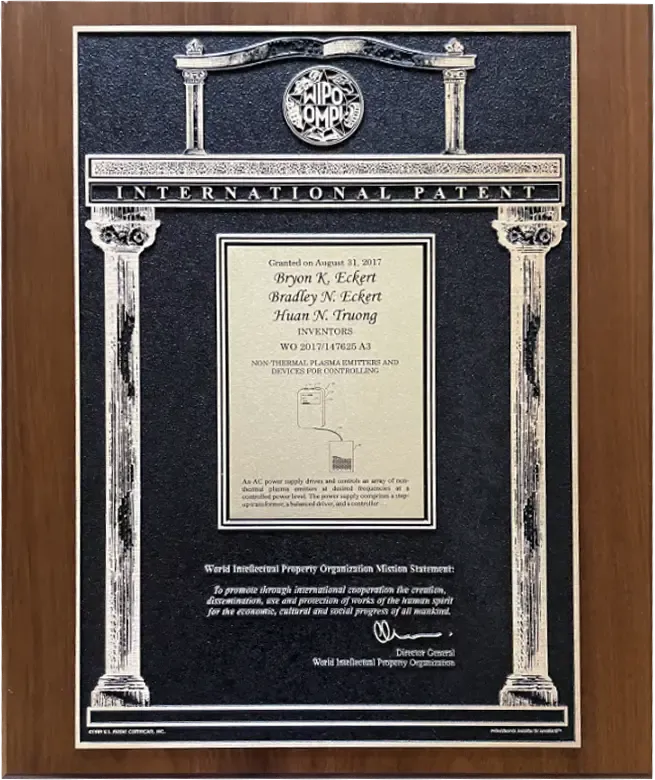 WIPO
OMPI
INTERNATIONAL PATENT
Granted on August 31, 2017
Bryon K. Eckert
Bradley N. Eckert
Huan N. Truong
INVENTORS
WO 2017/147625 A3
NON-THERMAL PLASMA EMITTERS AND
DEVICES FOR CONTROLLING
An AC power supply drives and controls an array of non-
thermal plasma emitters at desired frequencies at a
controlled power level. The power supply comprises a step-
up transformer, a balanced driver, and a controller
World Intellectual Property Organization Mission Statement:
To promote through international cooperation the creation,
dissemination, use and protection of works of the human spirit
for the economic, cultural and social progress of all mankind.
Director General
World Intellectual Property Organization